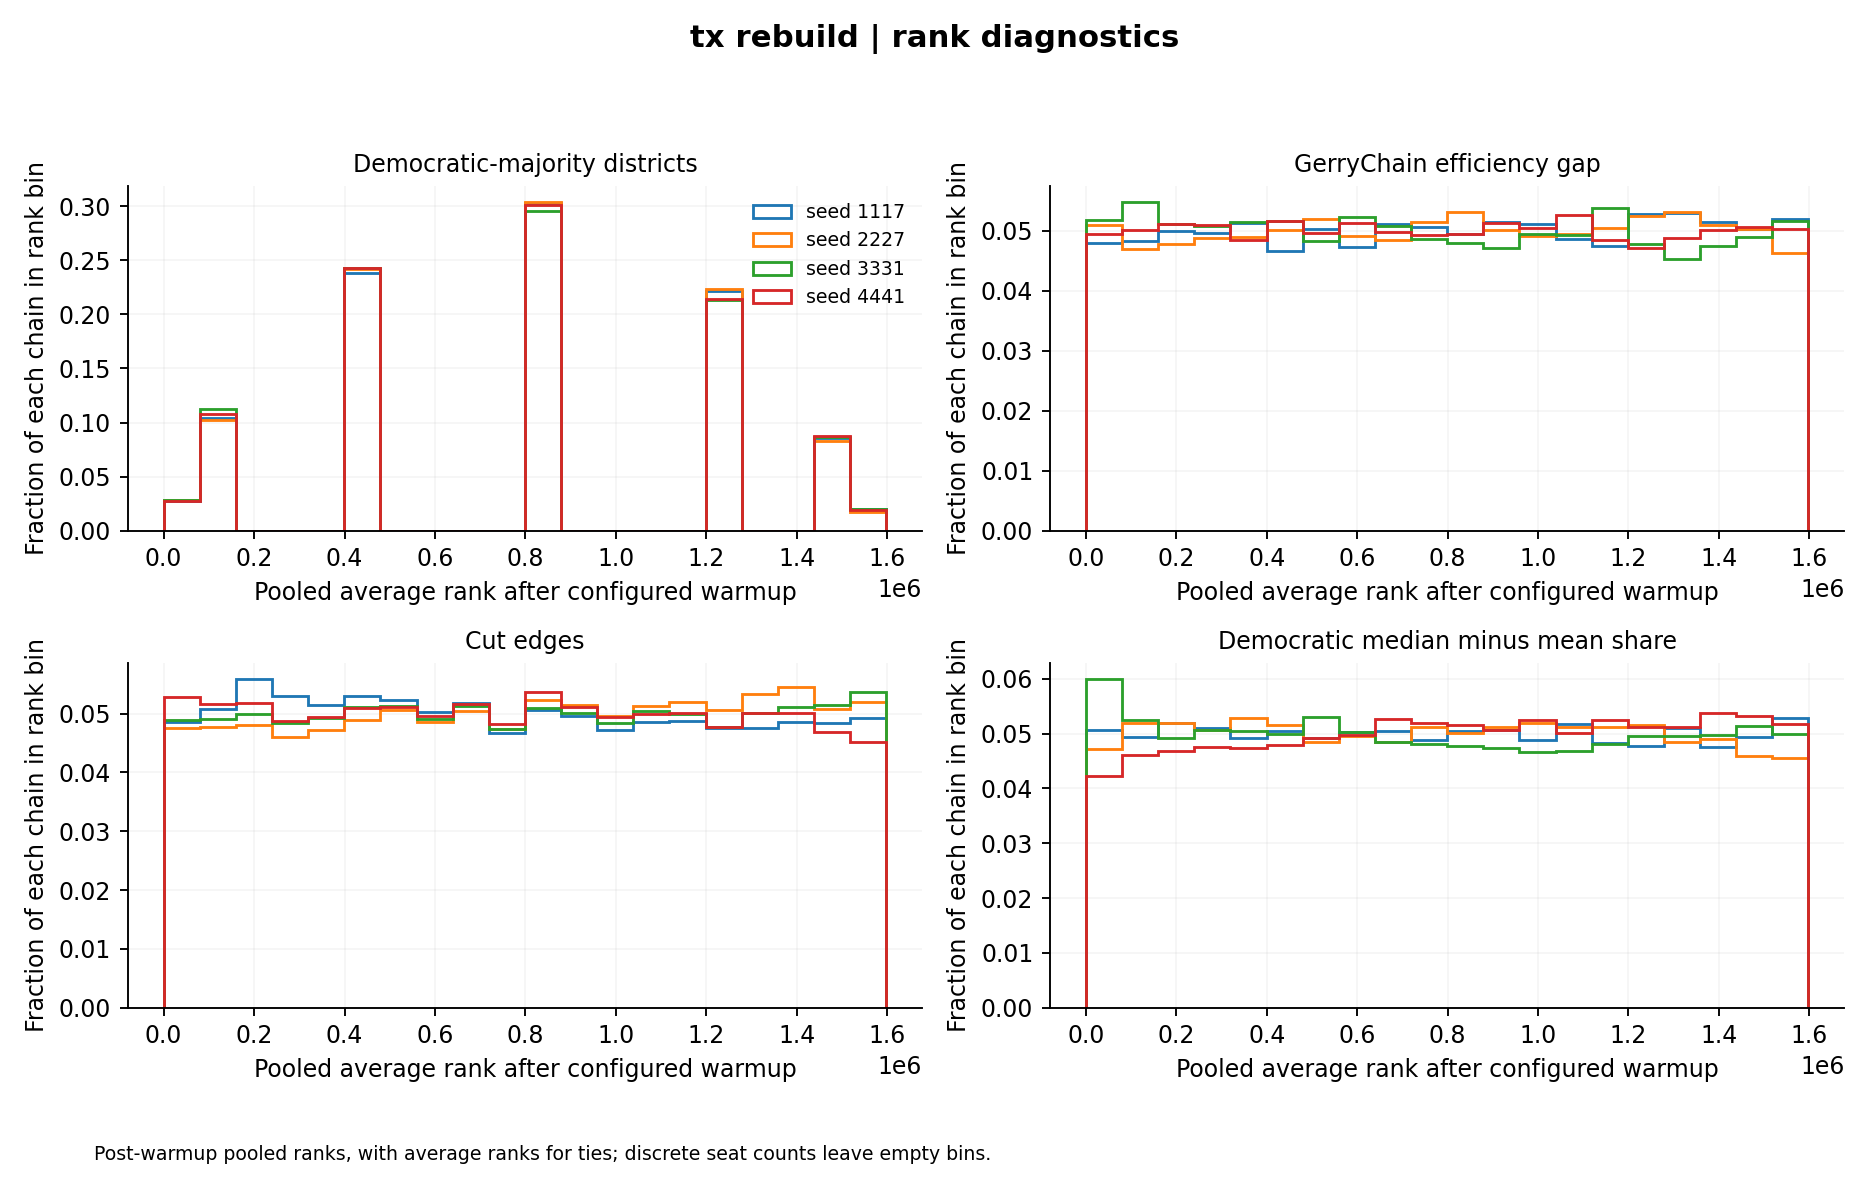 tx rebuild | rank diagnostics
Democratic-majority districts
Fraction of each chain in rank bin
0.30
0.25
0.20
0.15
0.10
0.05
0.00
seed 1117
seed 2227
seed 3331
seed 4441
0.0 0.2 0.4 0.6 0.8 1.0 1.2 1.4 1.6
1e6
Pooled average rank after configured warmup
GerryChain efficiency gap
Fraction of each chain in rank bin
0.05
0.04
0.03
0.02
0.01
0.00
0.0 0.2 0.4 0.6 0.8 1.0 1.2 1.4 1.6
1e6
Pooled average rank after configured warmup
Cut edges
Fraction of each chain in rank bin
0.05
0.04
0.03
0.02
0.01
0.00
0.0 0.2 0.4 0.6 0.8 1.0 1.2 1.4 1.6
1e6
Pooled average rank after configured warmup
Democratic median minus mean share
Fraction of each chain in rank bin
0.06
0.05
0.04
0.03
0.02
0.01
0.00
0.0 0.2 0.4 0.6 0.8 1.0 1.2 1.4 1.6
1e6
Pooled average rank after configured warmup
Post-warmup pooled ranks, with average ranks for ties; discrete seat counts leave empty bins.